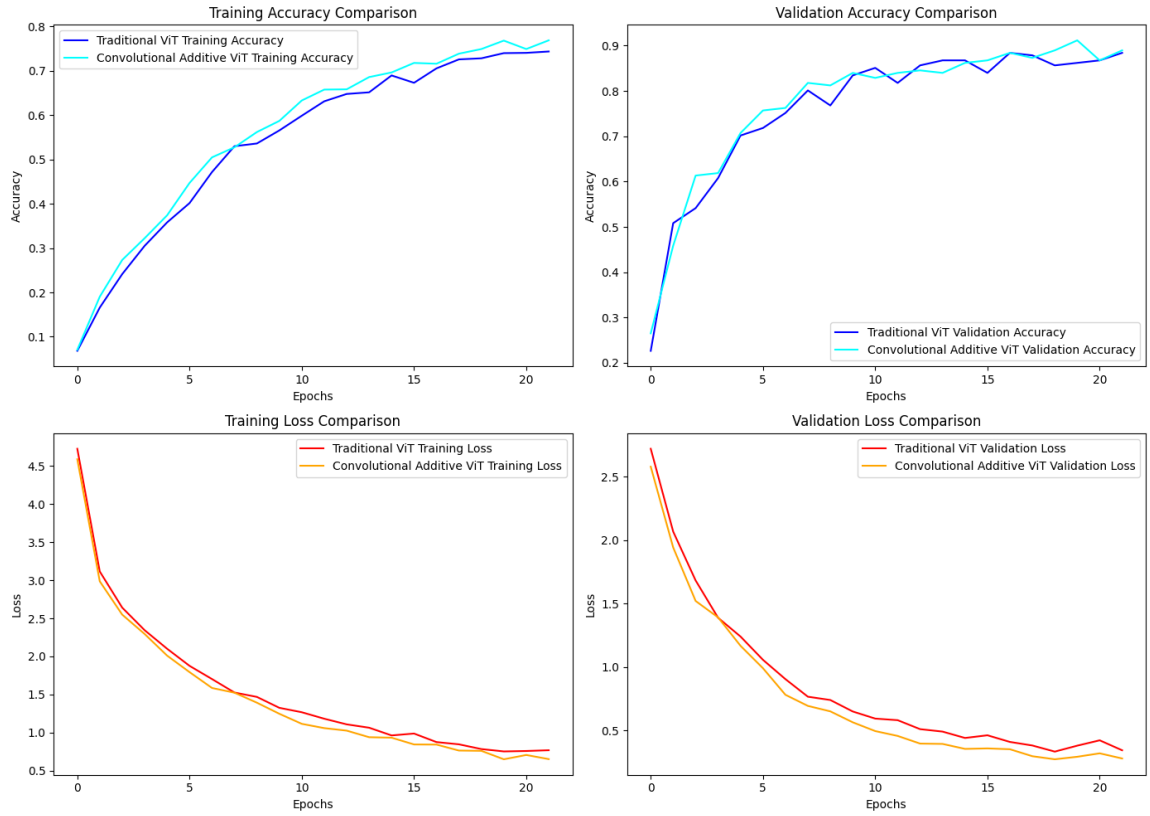 Training Accuracy Comparison
Traditional ViT Training Accuracy
Convolutional Additive ViT Training Accuracy
0.8
0.7
0.6
0.5
0.4
0.3
0.2
0.1
Accuracy
0
5
10
15
20
Epochs
Validation Accuracy Comparison
0.9
0.8
0.7
0.6
0.5
0.4
0.3
0.2
Accuracy
Traditional ViT Validation Accuracy
Convolutional Additive ViT Validation Accuracy
0
5
10
15
20
Epochs
Training Loss Comparison
Traditional ViT Training Loss
Convolutional Additive ViT Training Loss
4.5
4.0
3.5
3.0
2.5
2.0
1.5
1.0
0.5
Loss
0
5
10
15
20
Epochs
Validation Loss Comparison
Traditional ViT Validation Loss
Convolutional Additive ViT Validation Loss
2.5
2.0
1.5
1.0
0.5
Loss
0
5
10
15
20
Epochs